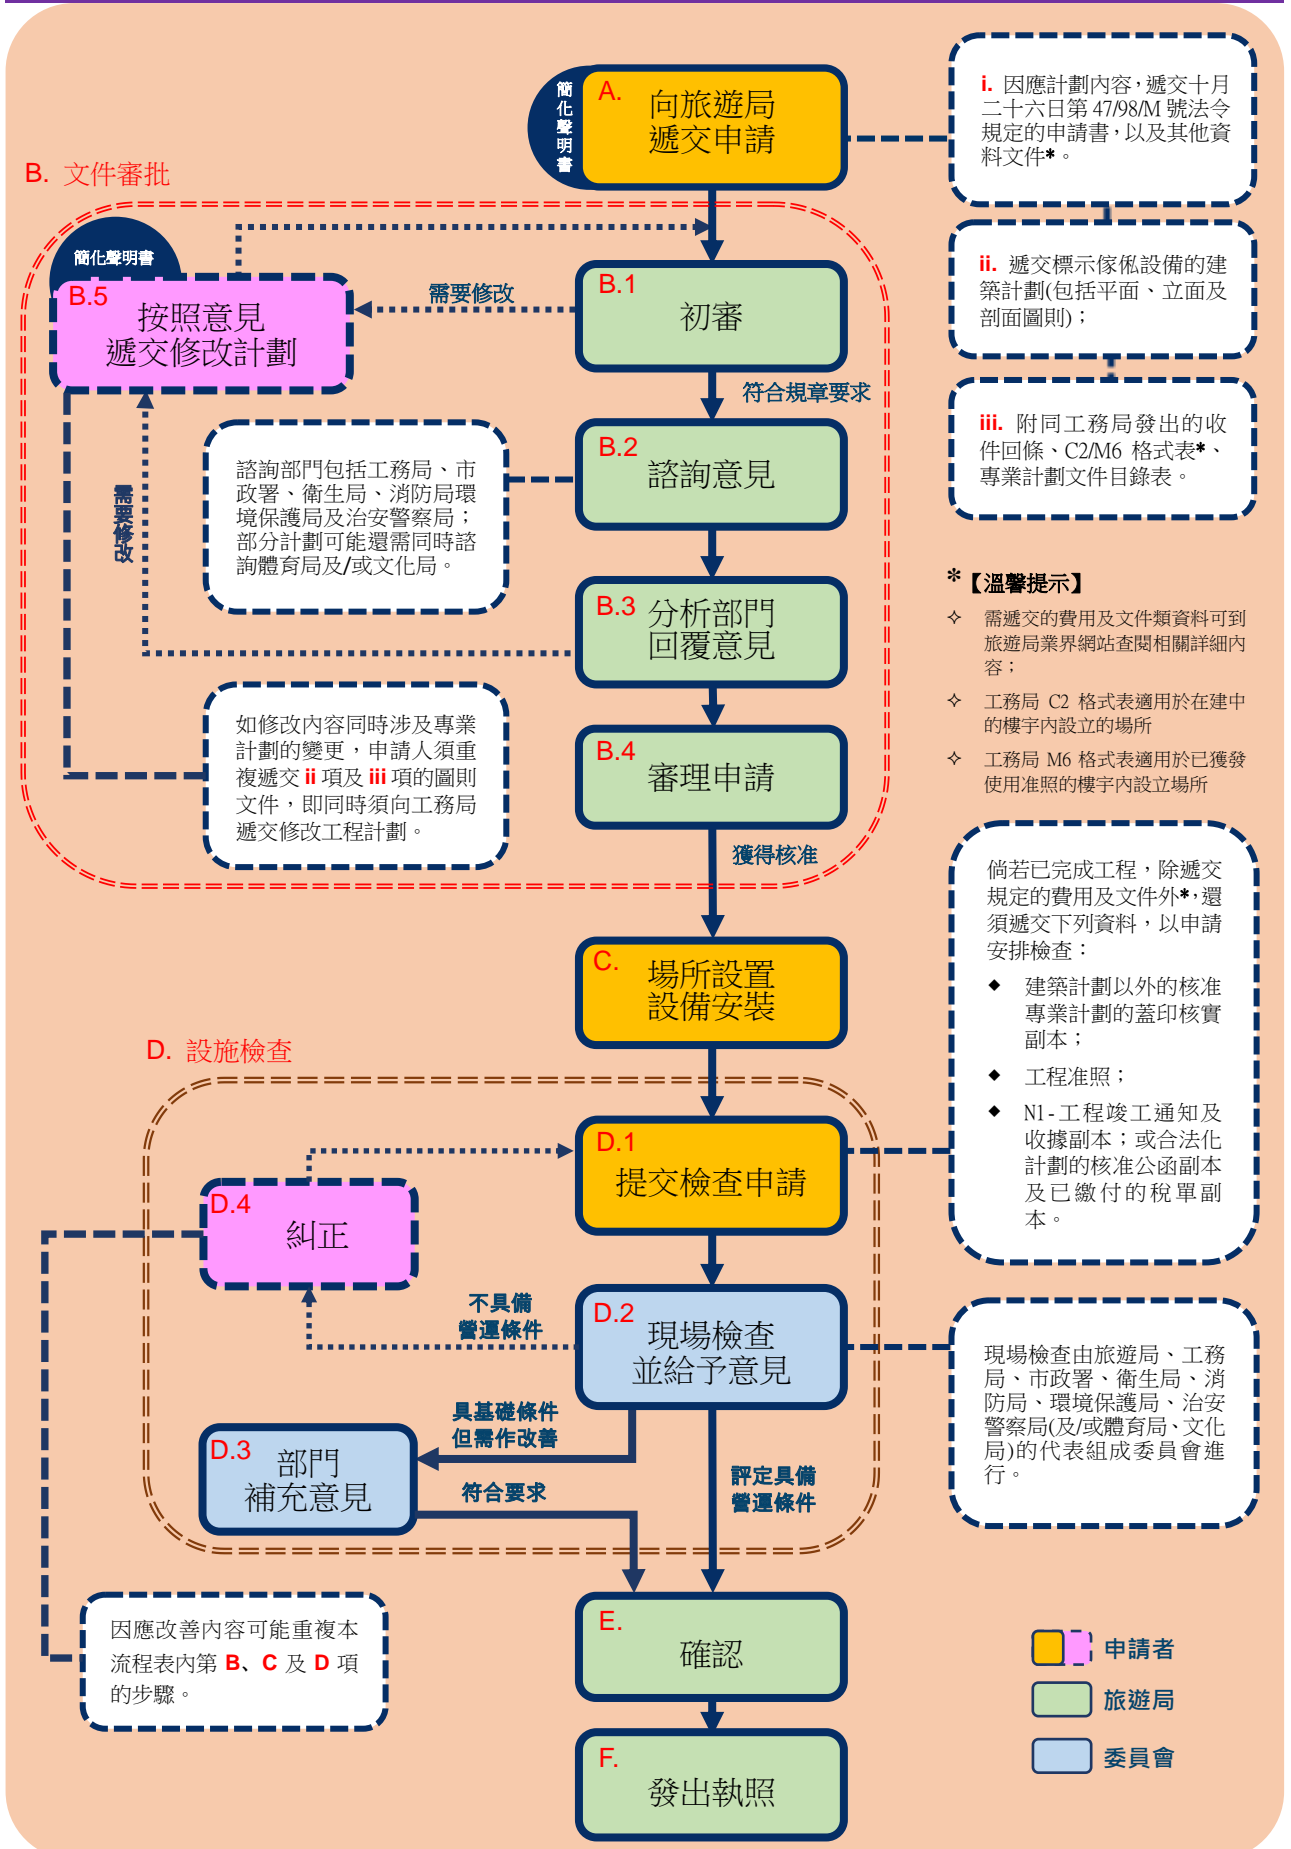 簡化聲明書
A.
向旅遊局
遞交申請
i. 因應計劃內容，遞交十月
二十六日第 47/98/M 號法令
規定的申請書，以及其他資
料文件*。
B. 文件審批
簡化聲明書
B.5
按照意見
遞交修改計劃
需要修改
B.1
初審
ii. 遞交標示傢俬設備的建
築計劃(包括平面、立面及
剖面圖則)；
符合規章要求
iii. 附同工務局發出的收
件回條、C2/M6 格式表*、
專業計劃文件目錄表。
B.2
諮詢意見
諮詢部門包括工務局、市
政署、衛生局、消防局環
境保護局及治安警察局；
部分計劃可能還需同時諮
詢體育局及/或文化局。
需要修改
B.3
分析部門
回覆意見
*【溫馨提示】
✧ 需遞交的費用及文件類資料可到
旅遊局業界網站查閱相關詳細內
容；
✧ 工務局 C2 格式表適用於在建中
的樓宇內設立的場所
✧ 工務局 M6 格式表適用於已獲發
使用准照的樓宇內設立場所
如修改內容同時涉及專業
計劃的變更，申請人須重
複遞交 ii 項及 iii 項的圖則
文件，即同時須向工務局
遞交修改工程計劃。
B.4
審理申請
獲得核准
倘若已完成工程，除遞交
規定的費用及文件外*，還
須遞交下列資料，以申請
安排檢查：
◆ 建築計劃以外的核准
專業計劃的蓋印核實
副本；
◆ 工程准照；
◆ N1-工程竣工通知及
收據副本；或合法化
計劃的核准公函副本
及已繳付的稅單副
本。
C.
場所設置
設備安裝
D. 設施檢查
D.1
提交檢查申請
D.4
糾正
不具備
營運條件
D.2
現場檢查
並給予意見
現場檢查由旅遊局、工務
局、市政署、衛生局、消
防局、環境保護局、治安
警察局(及/或體育局、文化
局)的代表組成委員會進
行。
具基礎條件
但需作改善
D.3
部門
補充意見
符合要求
評定具備
營運條件
因應改善內容可能重複本
流程表內第 B、C 及 D 項
的步驟。
E.
確認
F.
發出執照
申請者
旅遊局
委員會